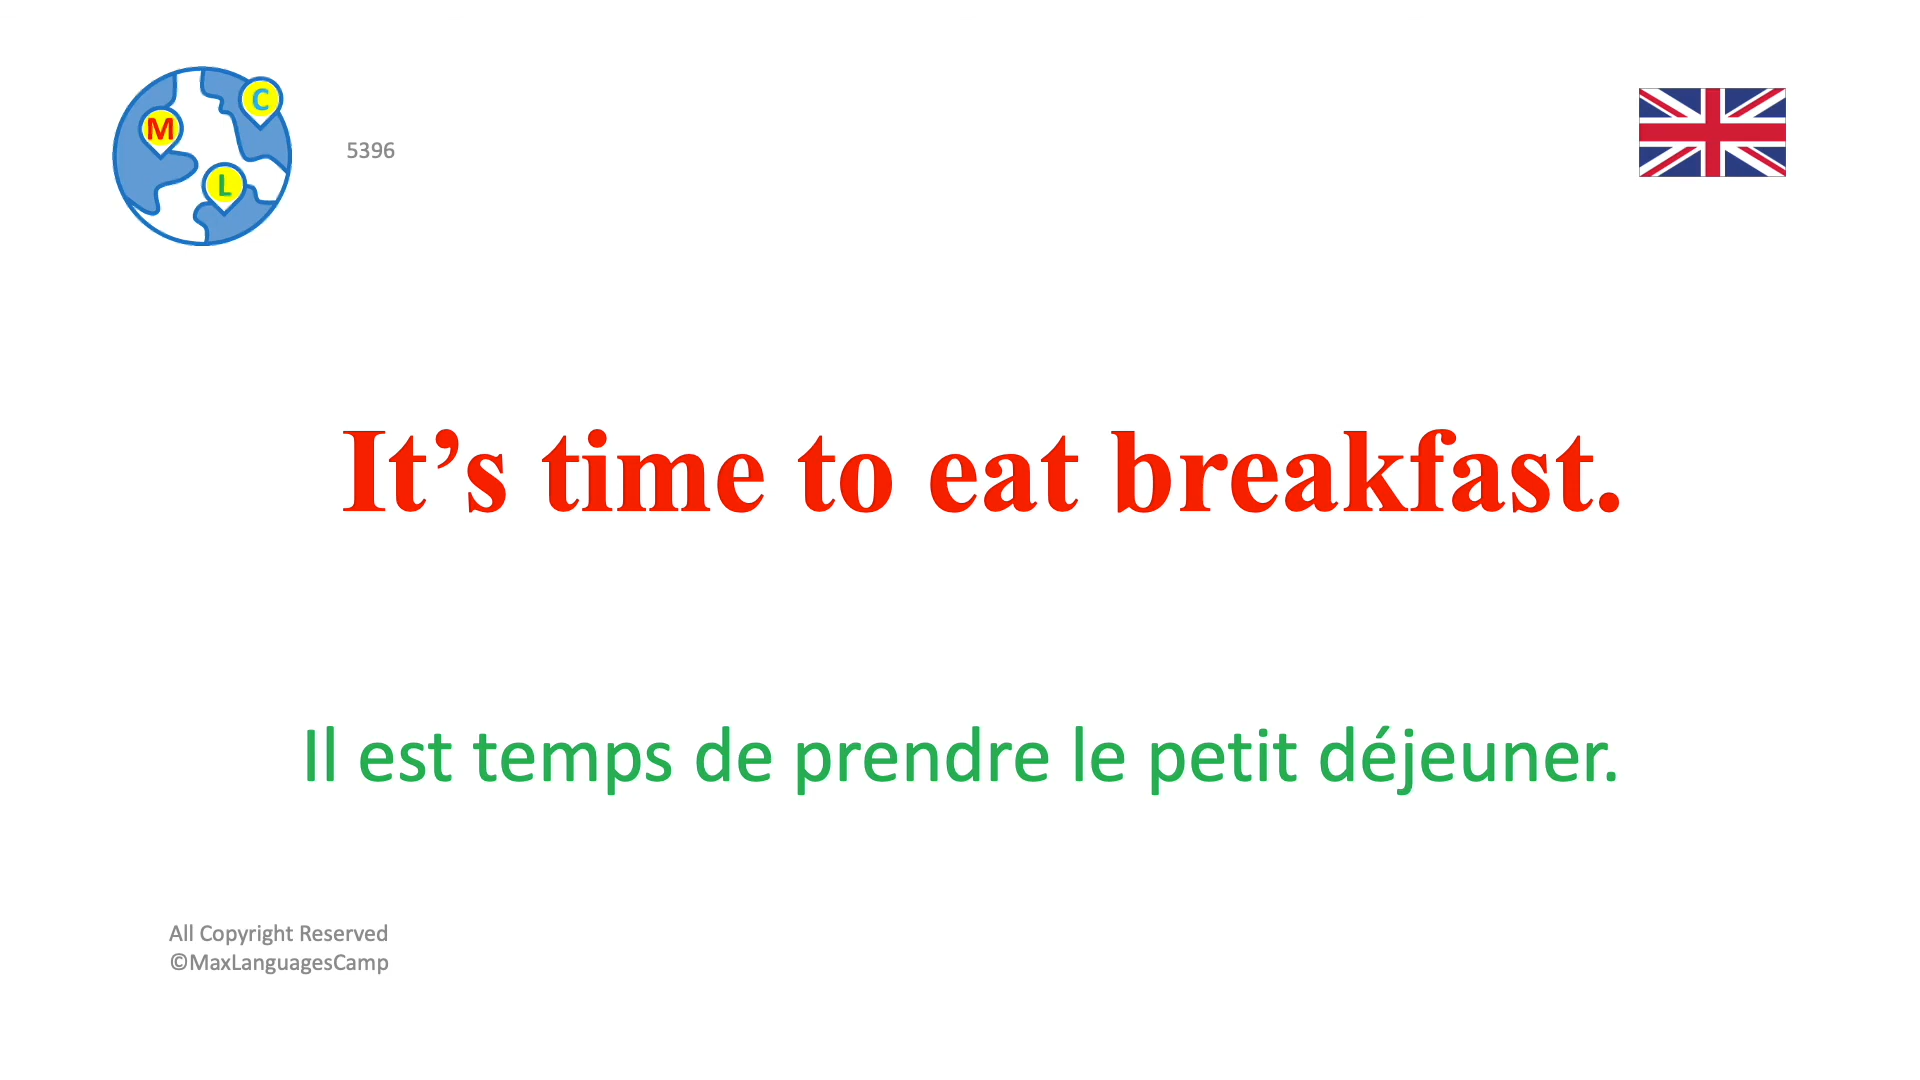 C
M
5396
L
It’s time to eat breakfast.
Il est temps de prendre le petit déjeuner.
All Copyright Reserved
©MaxLanguagesCamp